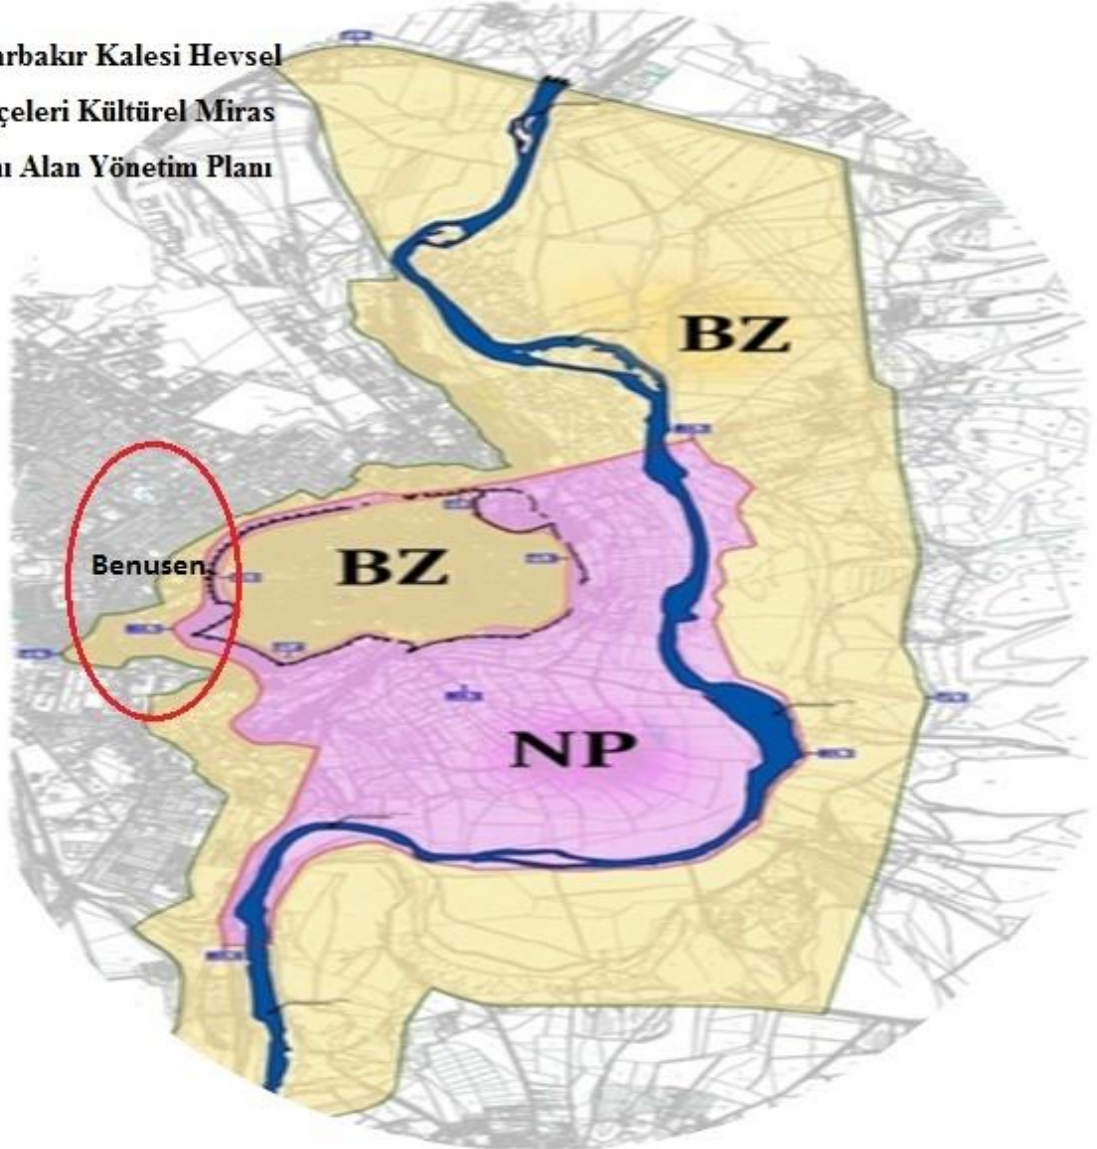 arbakır Kalesi Hevsel
çeleri Kültürel Miras
ı Alan Yönetim Planı
BZ
Benusen
BZ
NP